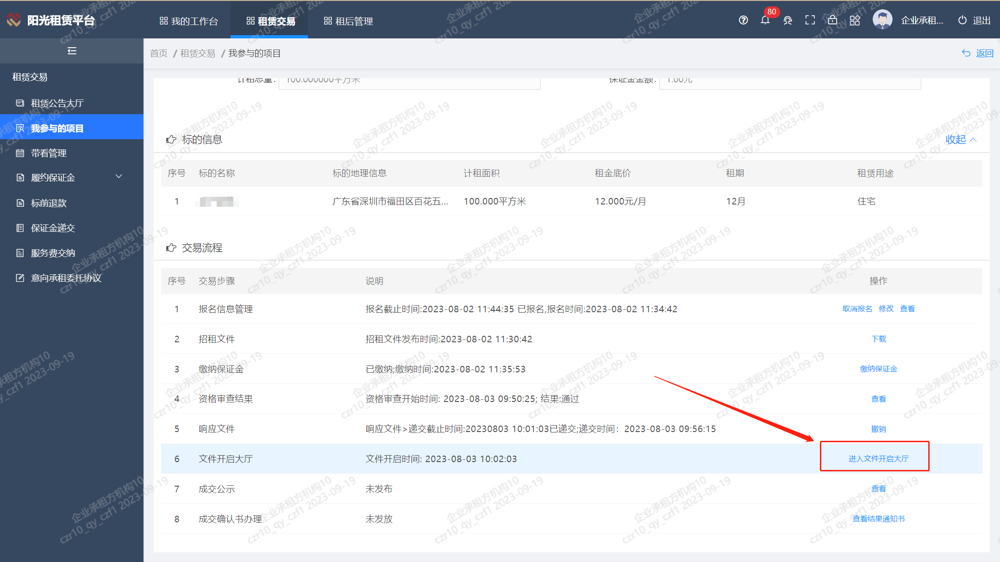 阳光租赁平台
我的工作台
租赁交易
租后管理
80
企业承租...
退出
首页 / 租赁交易 / 我参与的项目
返回
租赁交易
租赁公告大厅
我参与的项目
带看管理
履约保证金
标前退款
保证金递交
服务费交纳
意向承租委托协议
计租总量: 100.000000平方米 保证金金额: 1.00元
标的信息 收起
序号 标的名称 标的地理信息 计租面积 租金底价 租期 租赁用途
1 广东省深圳市福田区百花五... 100.000平方米 12.000元/月 12月 住宅
交易流程
序号 交易步骤 说明 操作
1 报名信息管理 报名截止时间:2023-08-02 11:44:35 已报名,报名时间:2023-08-02 11:34:42 取消报名 修改 查看
2 招租文件 招租文件发布时间:2023-08-02 11:30:42 下载
3 缴纳保证金 已缴纳;缴纳时间:2023-08-02 11:35:53 缴纳保证金
4 资格审查结果 资格审查开始时间: 2023-08-03 09:50:25; 结果:通过 查看
5 响应文件 响应文件>递交截止时间:20230803 10:01:03已递交;递交时间：2023-08-03 09:56:15 撤销
6 文件开启大厅 文件开启时间: 2023-08-03 10:02:03 进入文件开启大厅
7 成交公示 未发布 查看
8 成交确认书办理 未发放 查看结果通知书
企业承租方机构10
czr10_qy_czf1 2023-09-19